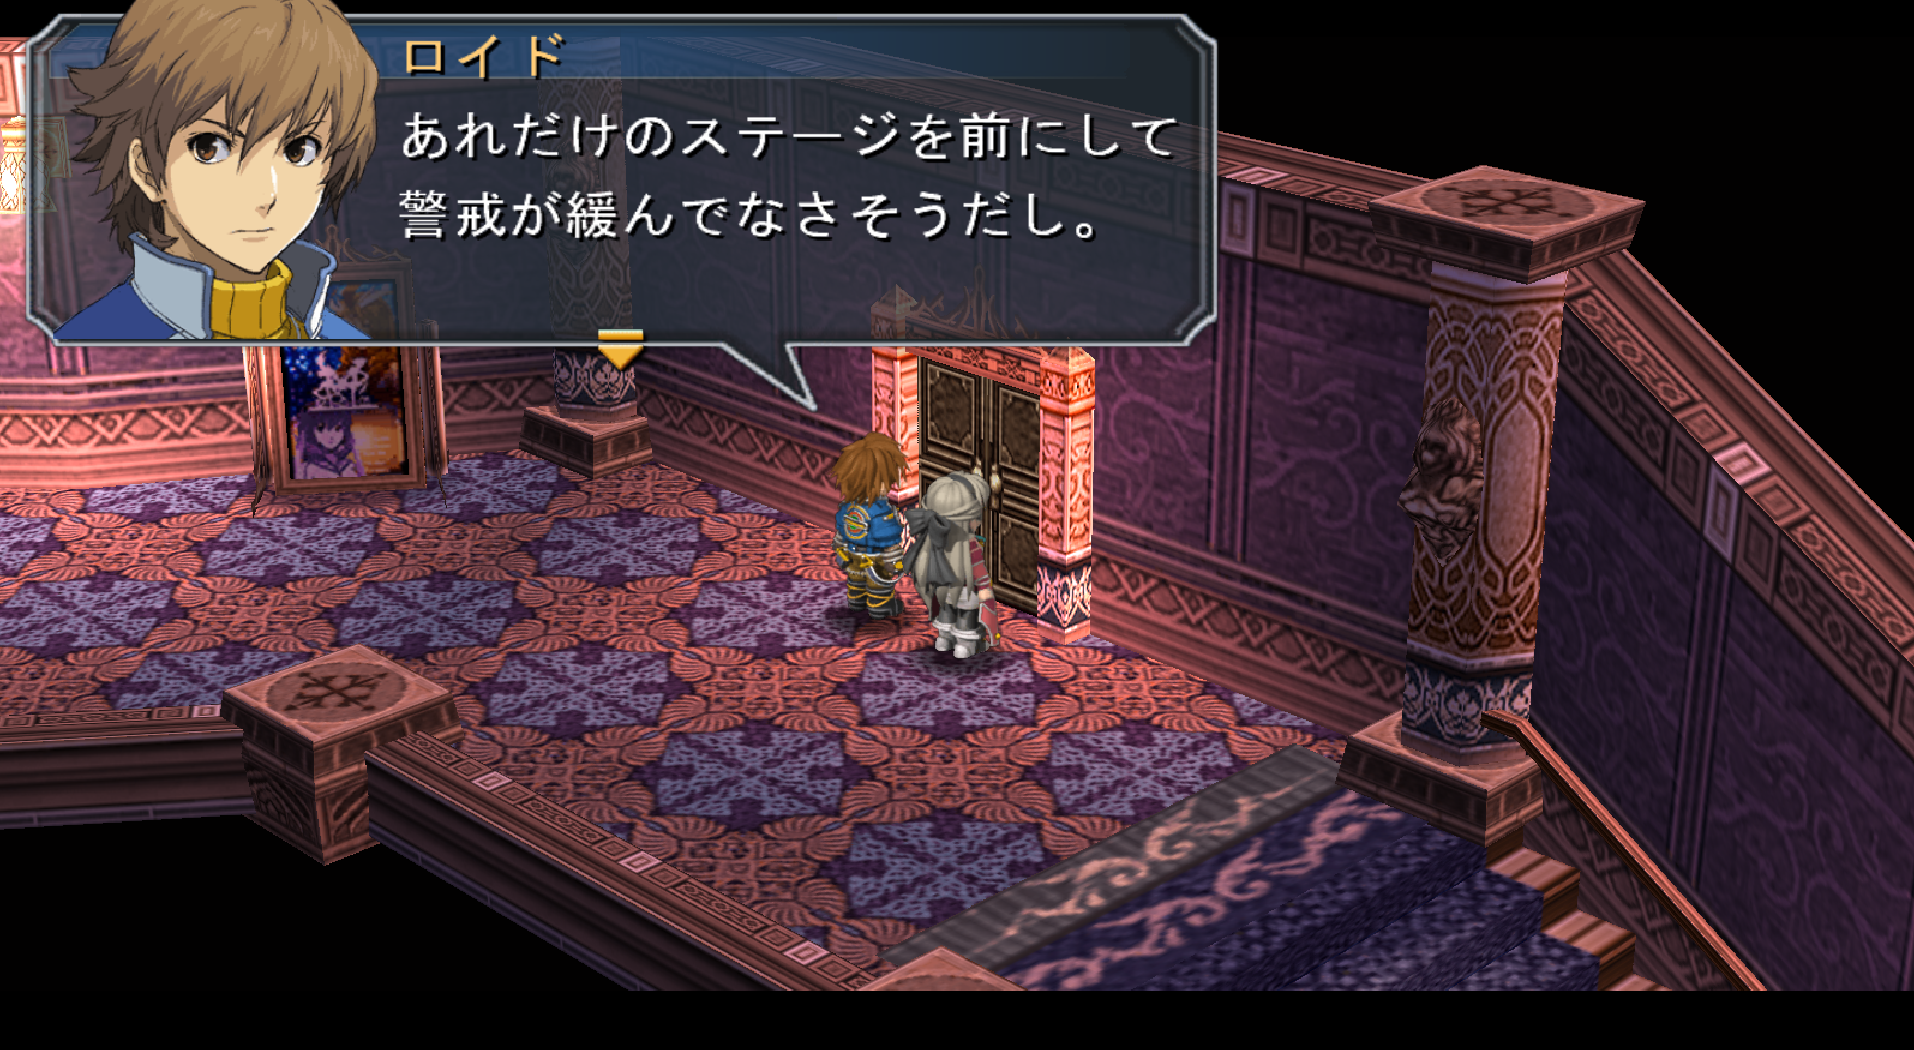 ロイド
あれだけのステージを前にして
警戒が緩んでなさそうだし。